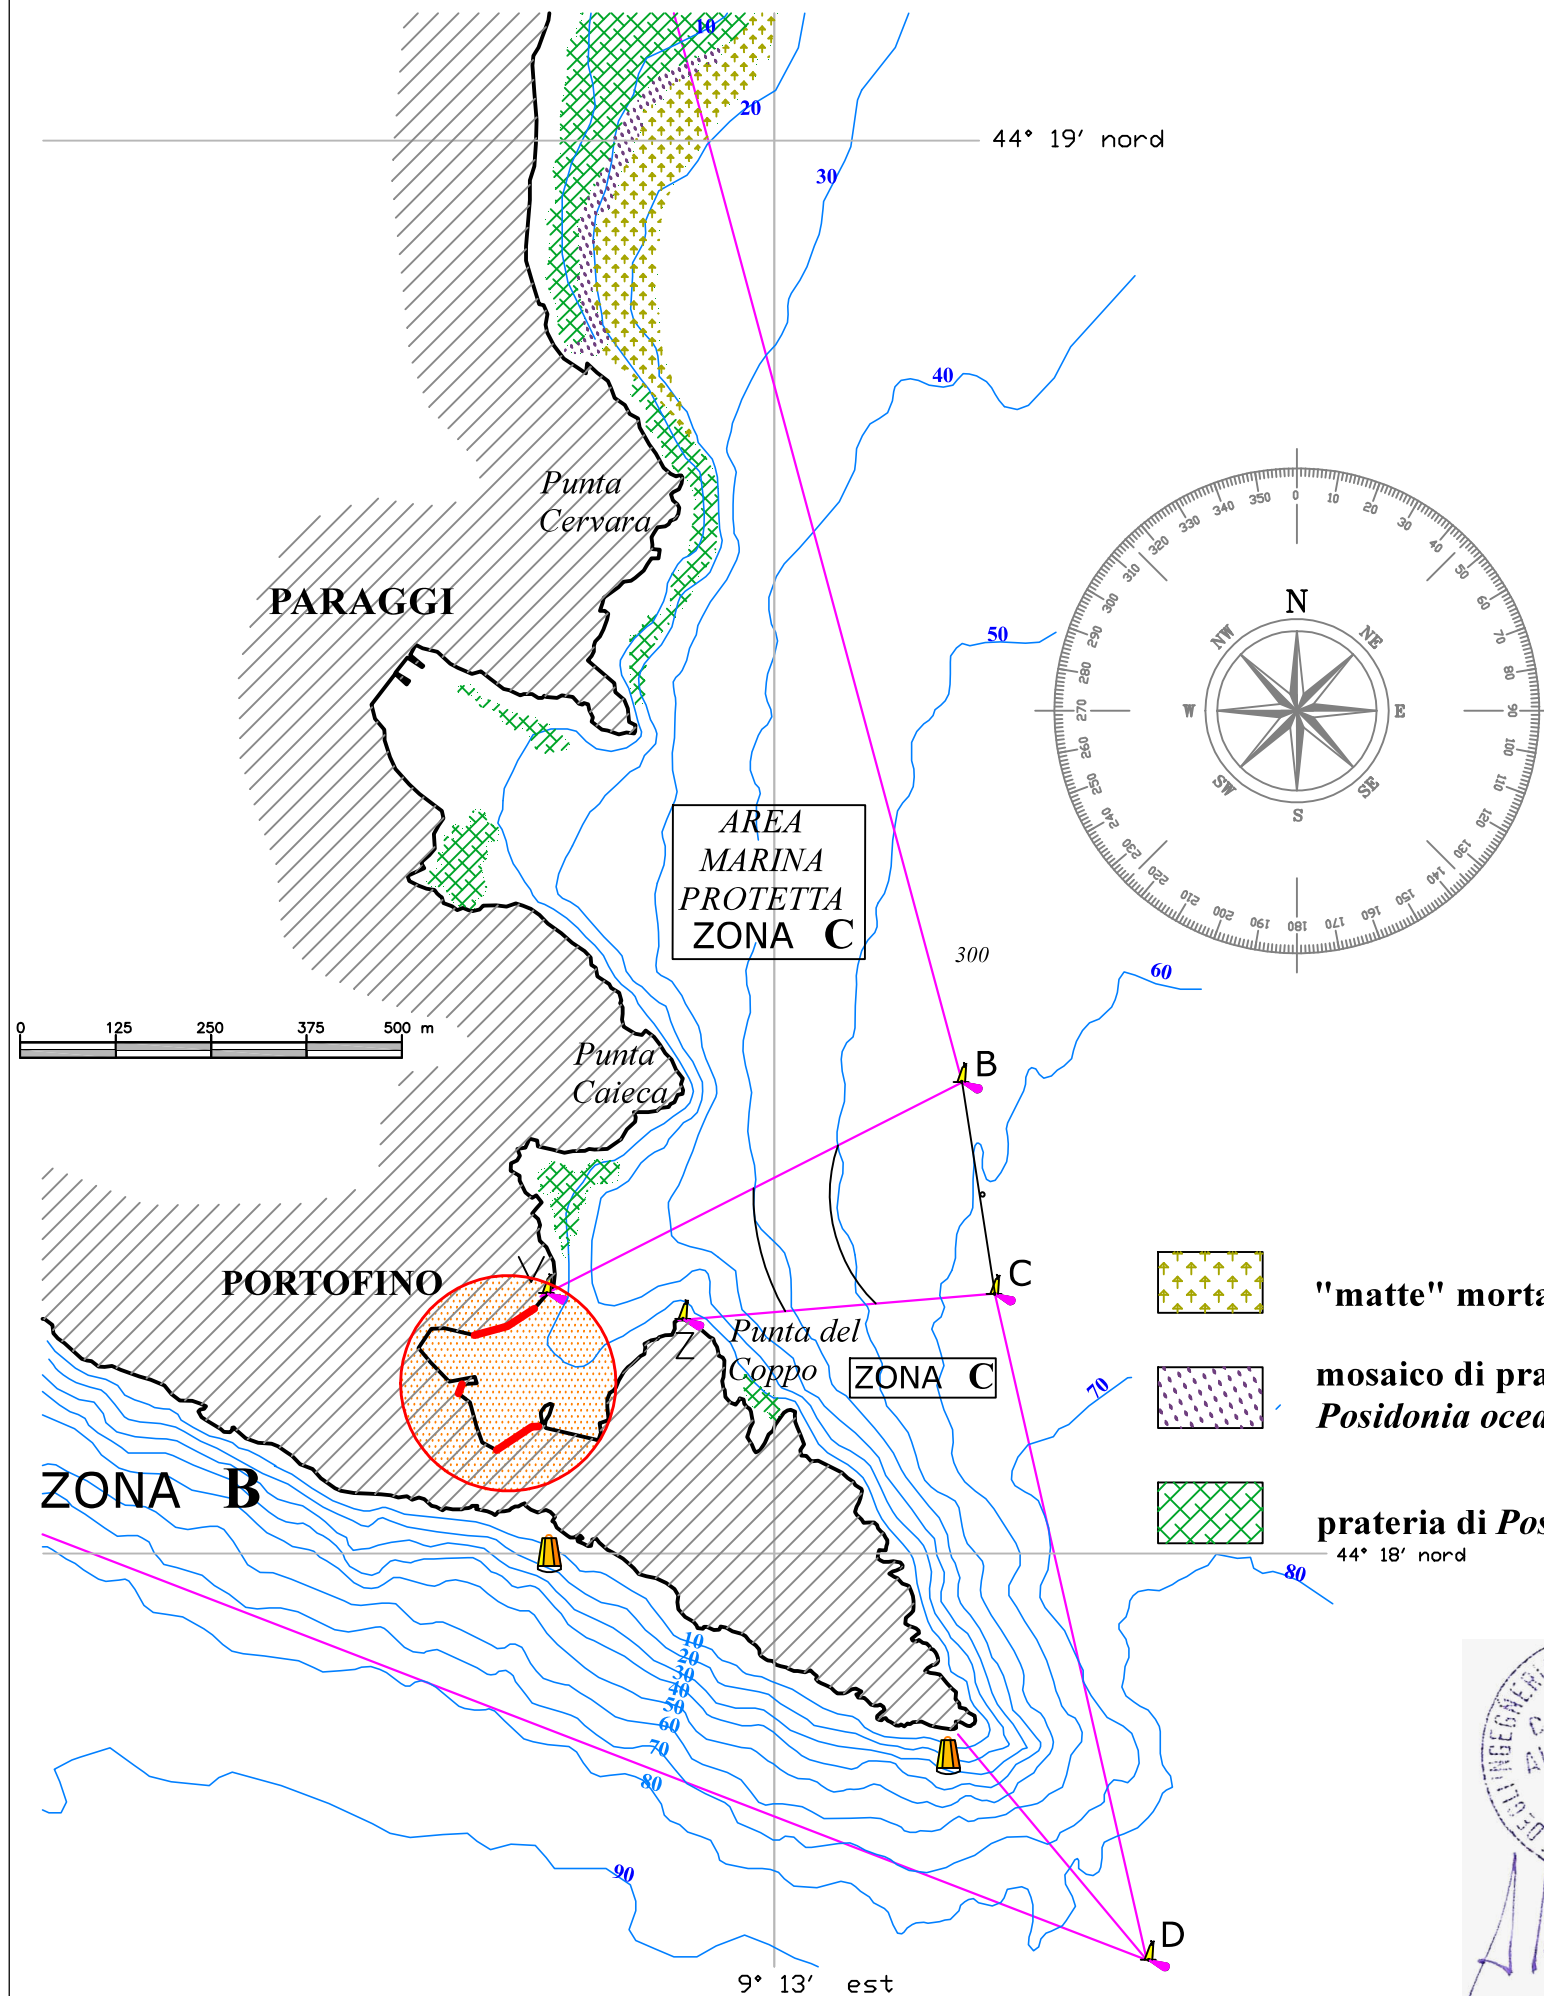 10
20
44° 19′ nord
30
40
Punta
Cervara
PARAGGI
50
0 10 20 30 40 50 60 70 80 90 100 110 120 130 140 150 160 170 180 190 200 210 220 230 240 250 260 270 280 290 300 310 320 330 340 350
N
NE
E
SE
S
SW
W
NW
AREA
MARINA
PROTETTA
ZONA C
300
60
0 125 250 375 500 m
Punta
Caieca
B
C
PORTOFINO
Z
Punta del
Coppo
ZONA C
70
"matte" morta
mosaico di pra
Posidonia ocea
prateria di Pos
44° 18′ nord
80
ZONA B
10
20
30
40
50
60
70
80
90
D
9° 13′ est